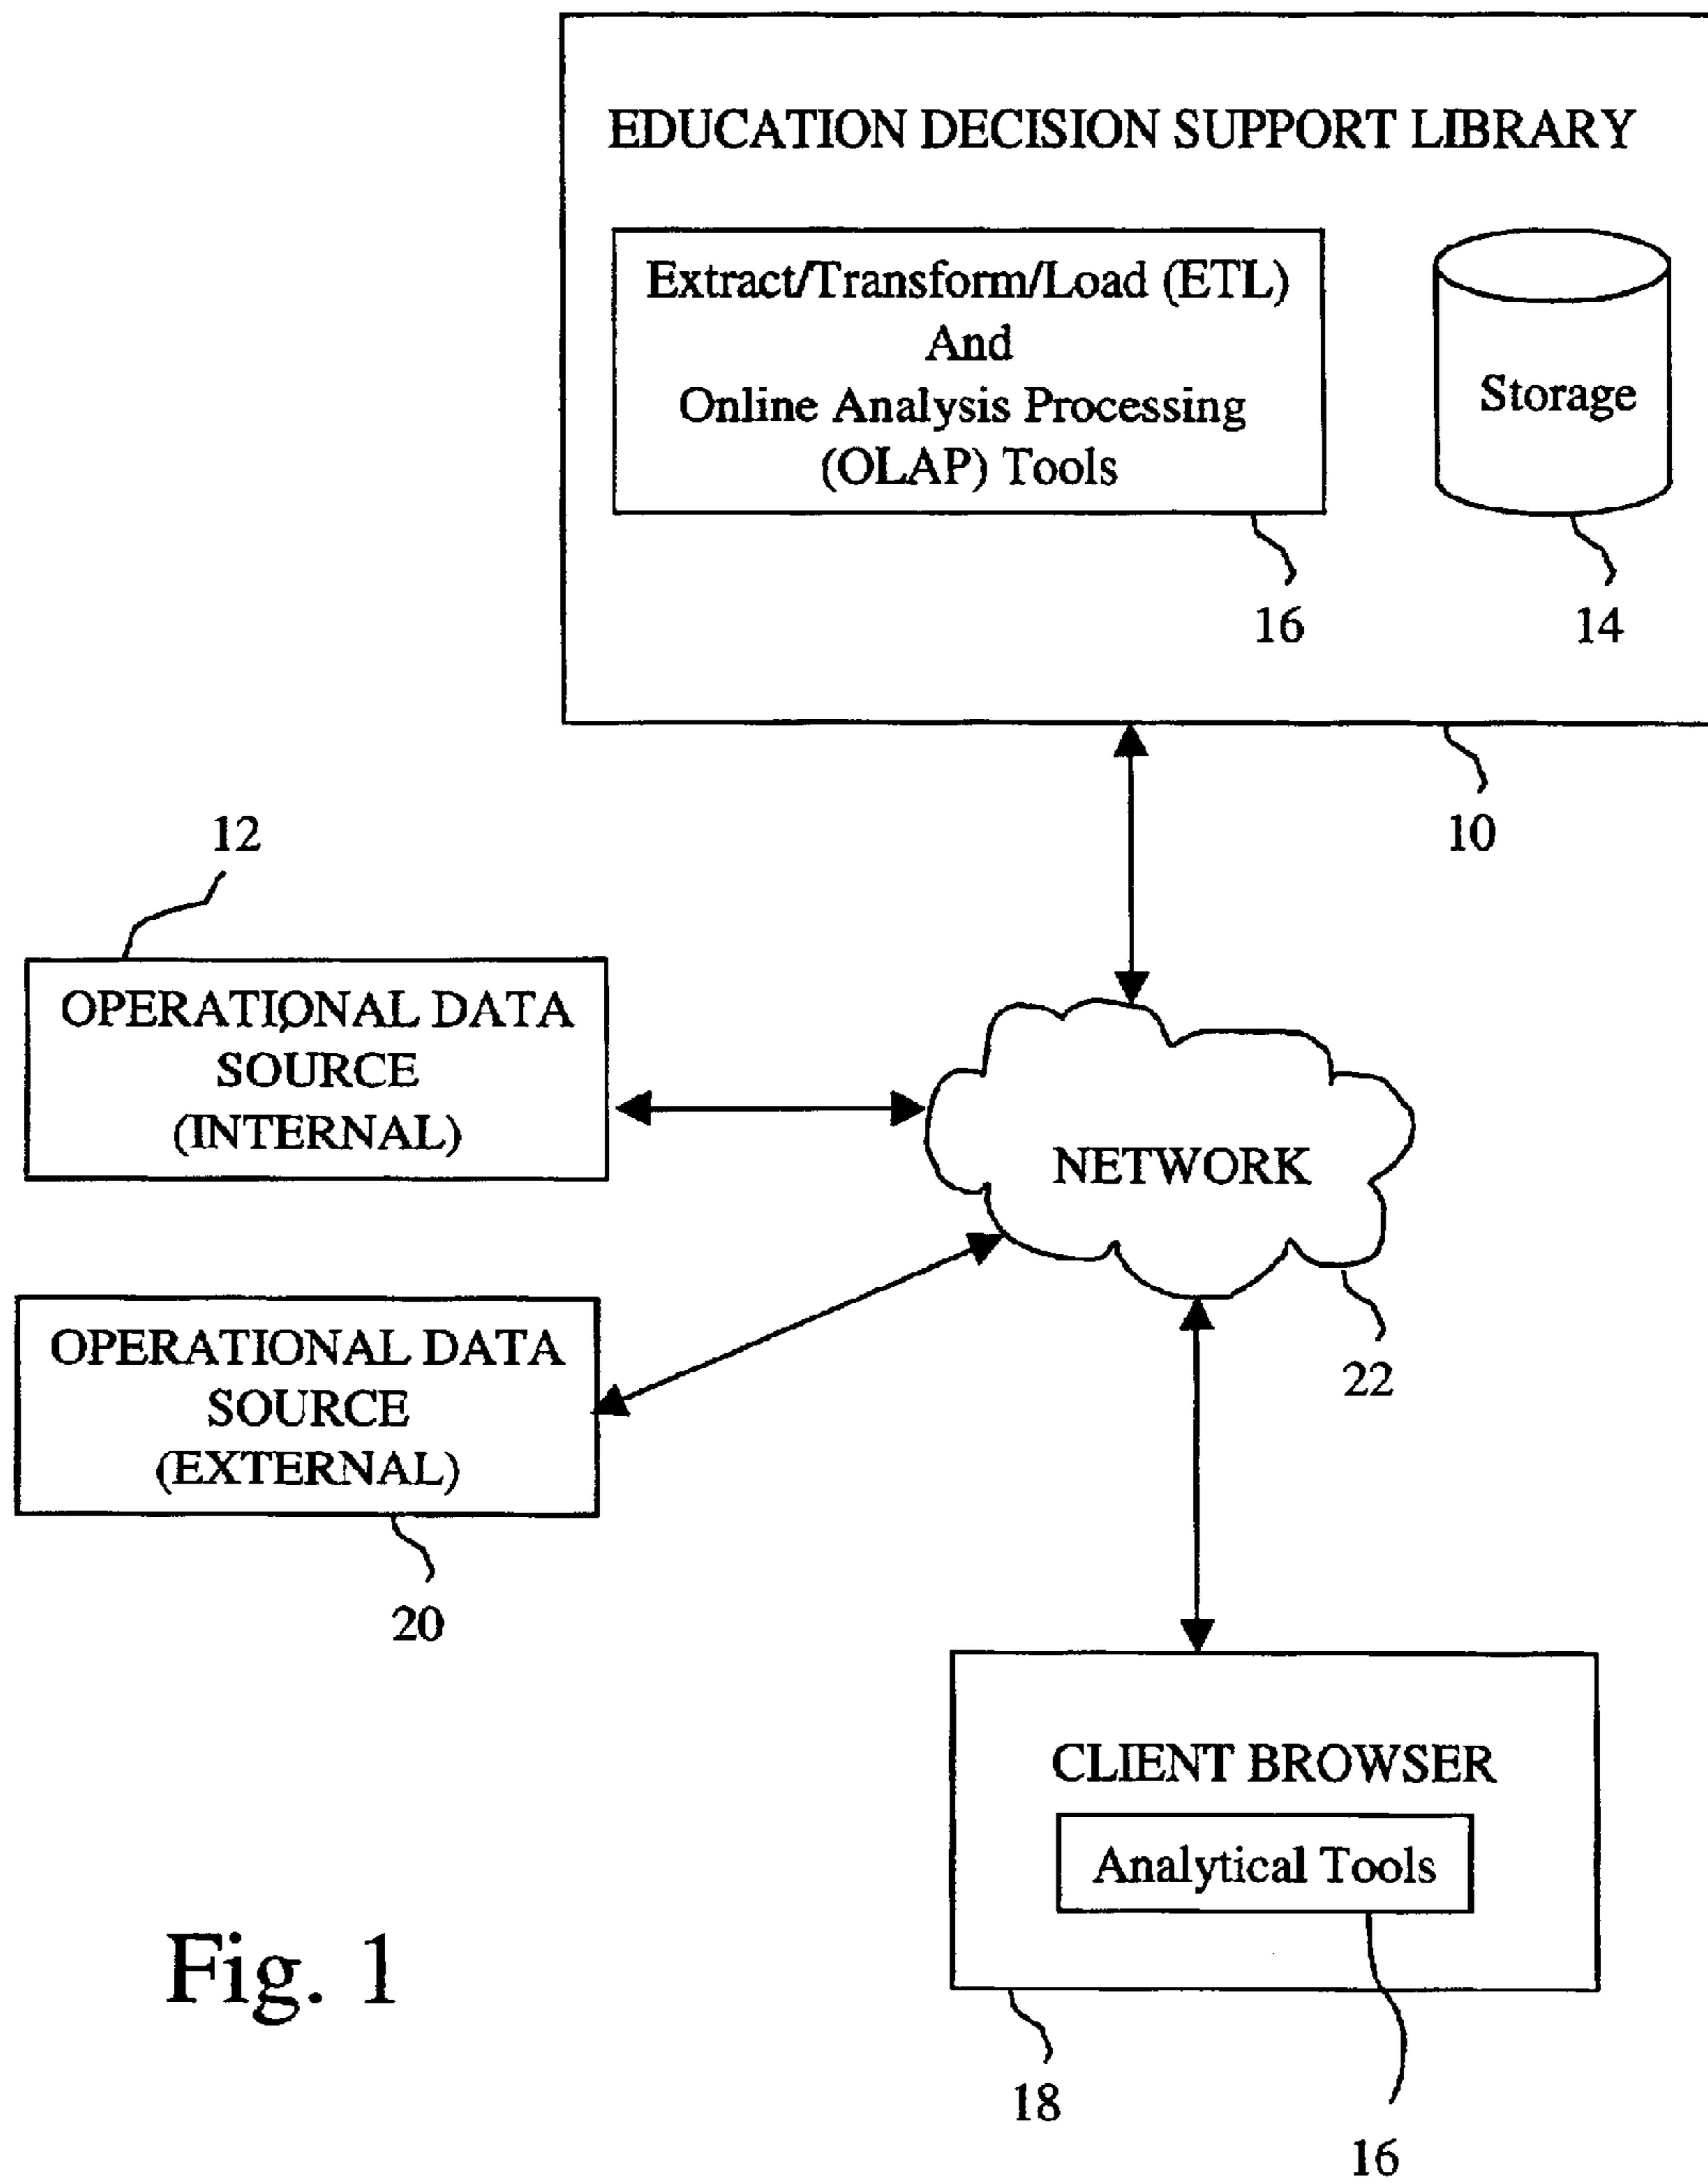 EDUCATION DECISION SUPPORT LIBRARY
Extract/Transform/Load (ETL)
And
Online Analysis Processing
(OLAP) Tools
Storage
16
14
10
12
OPERATIONAL DATA
SOURCE
(INTERNAL)
NETWORK
22
OPERATIONAL DATA
SOURCE
(EXTERNAL)
20
CLIENT BROWSER
Analytical Tools
18
16
Fig. 1